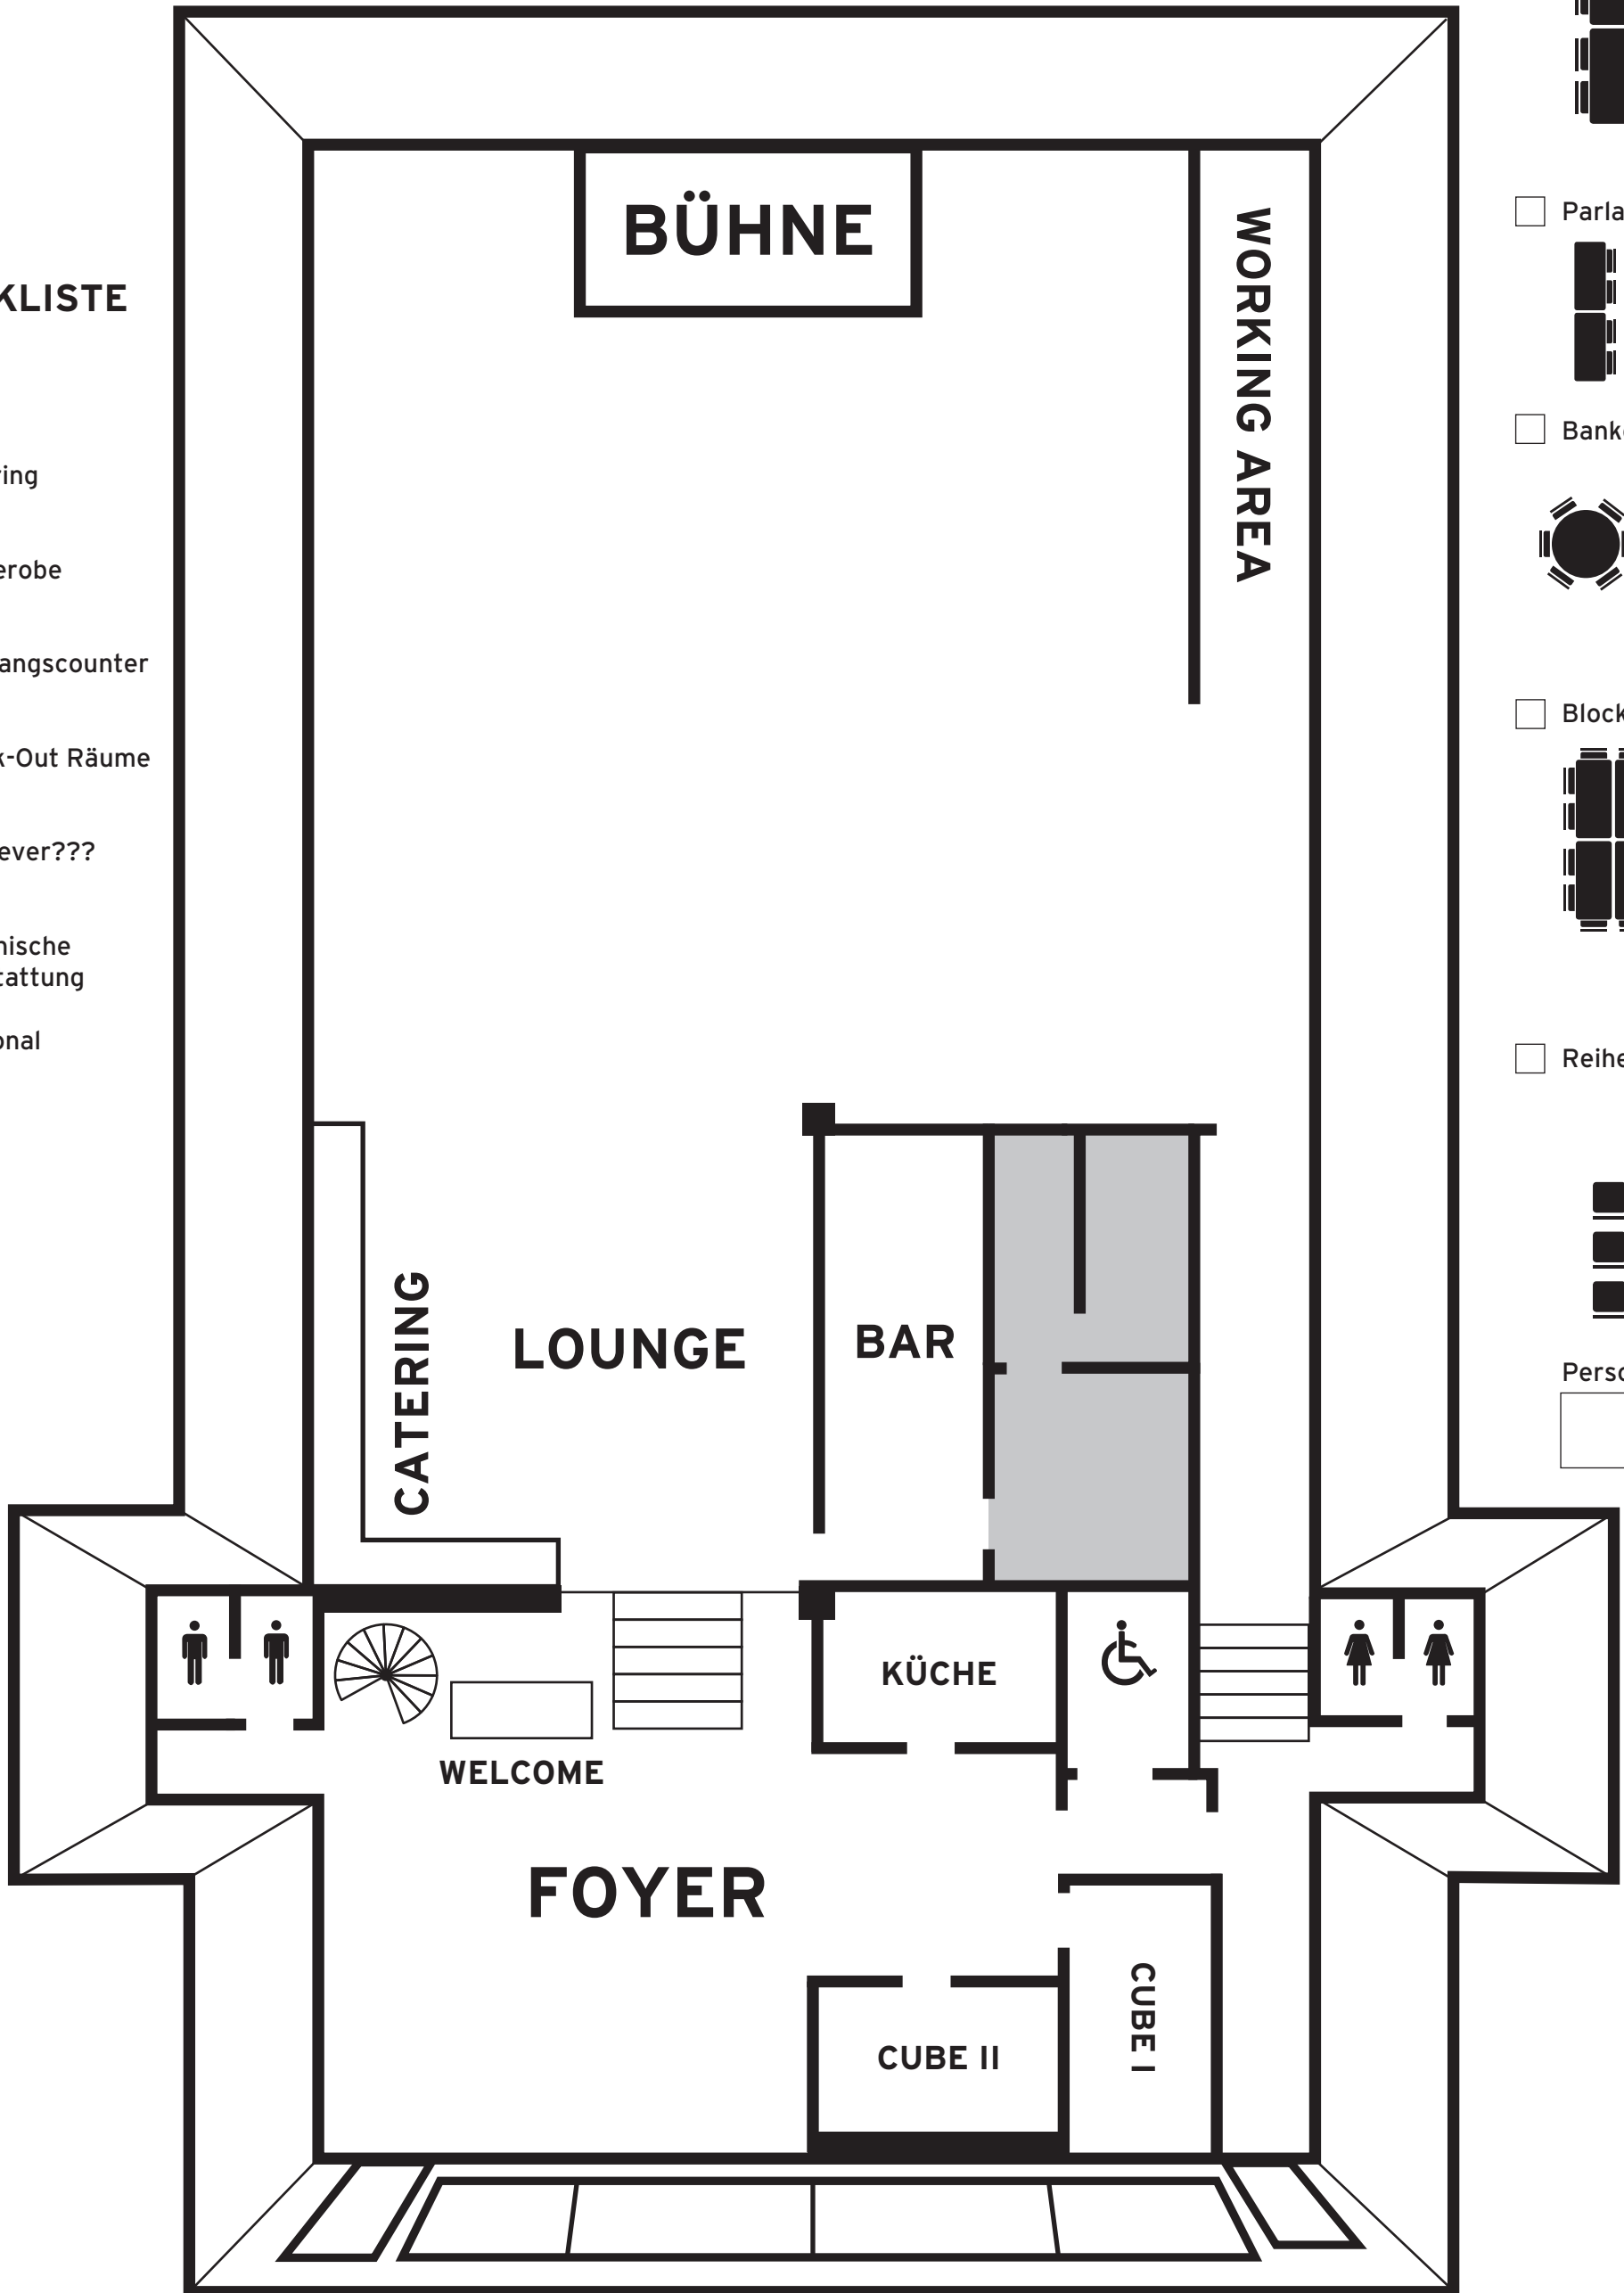 KLISTE
ring
erobe
angscounter
k-Out Räume
ever???
nische
tattung
onal
BÜHNE
WORKING AREA
CATERING
LOUNGE
BAR
KÜCHE
WELCOME
FOYER
CUBE I
CUBE II
Parla
Bank
Block
Reihe
Perso